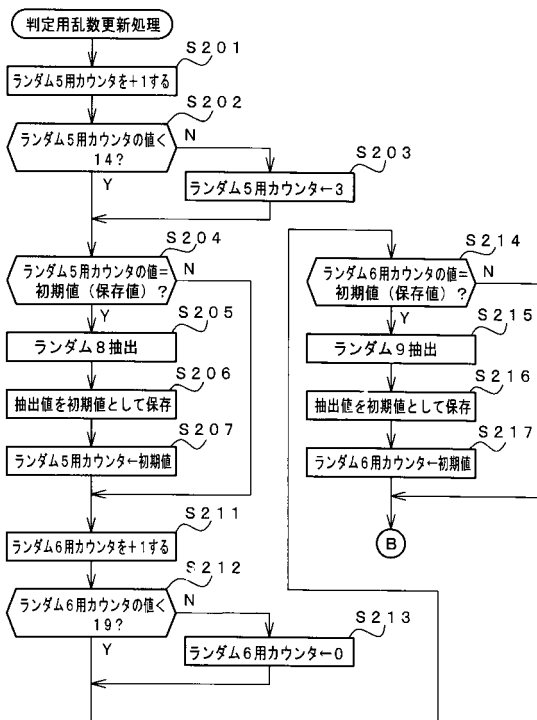 判定用乱数更新処理
S201
ランダム5用カウンタを+1する
S202
ランダム5用カウンタの値<
14?
N
Y
S203
ランダム5用カウンタ←3
S204
ランダム5用カウンタの値=
初期値(保存値)?
N
Y
S205
ランダム8抽出
S206
抽出値を初期値として保存
S207
ランダム5用カウンタ←初期値
S211
ランダム6用カウンタを+1する
S212
ランダム6用カウンタの値<
19?
N
Y
S213
ランダム6用カウンタ←0
S214
ランダム6用カウンタの値=
初期値(保存値)?
N
Y
S215
ランダム9抽出
S216
抽出値を初期値として保存
S217
ランダム6用カウンタ←初期値
B